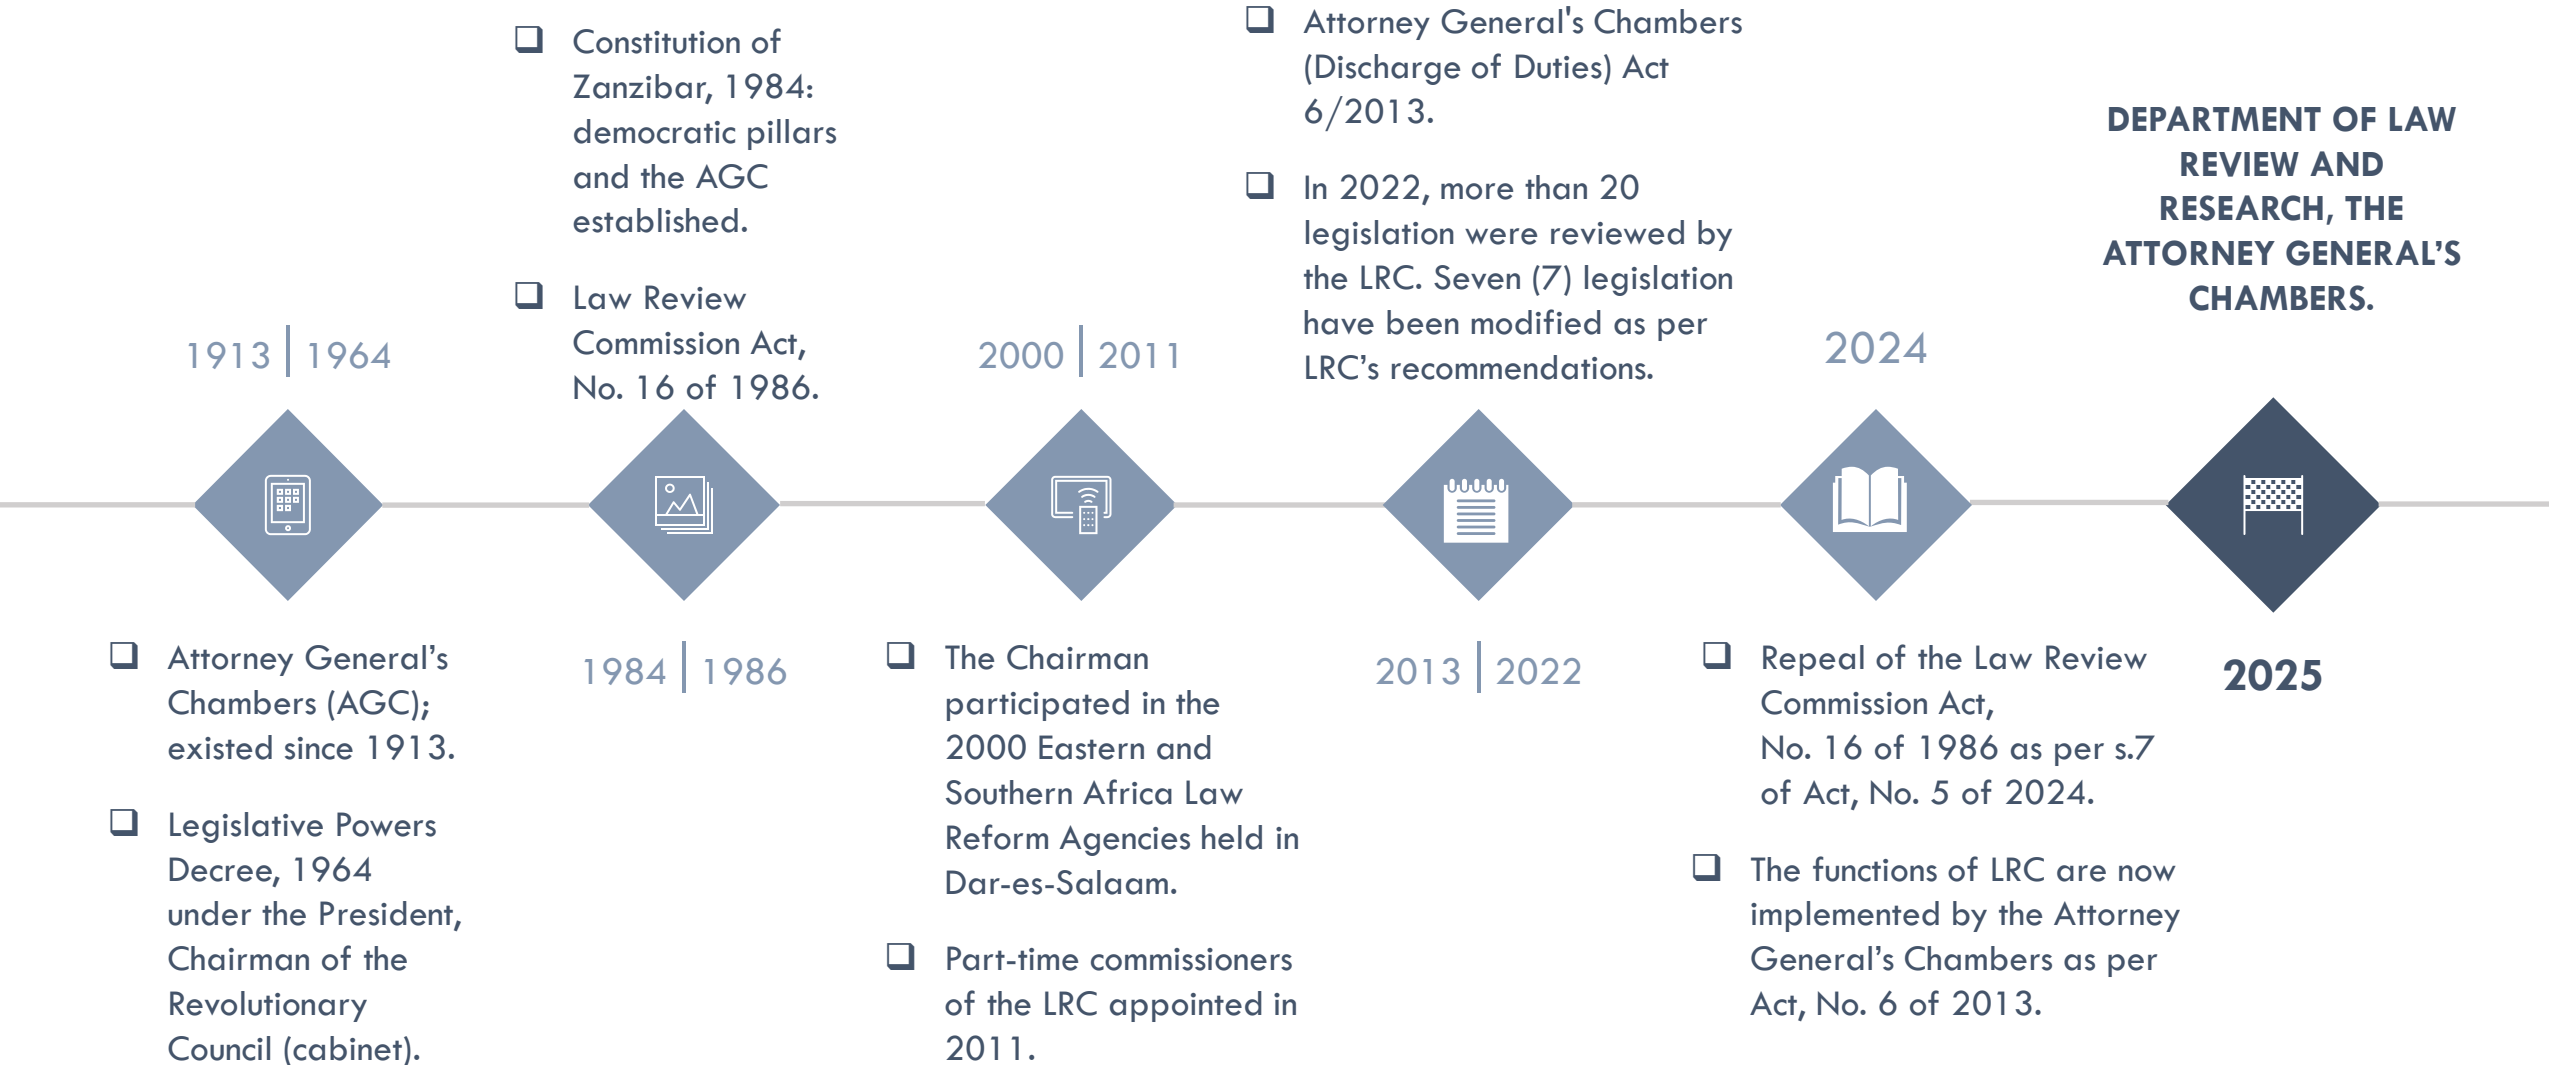 1913 | 1964
❑ Attorney General’s
Chambers (AGC);
existed since 1913.
❑ Legislative Powers
Decree, 1964
under the President,
Chairman of the
Revolutionary
Council (cabinet).
❑ Constitution of
Zanzibar, 1984:
democratic pillars
and the AGC
established.
❑ Law Review
Commission Act,
No. 16 of 1986.
1984 | 1986
2000 | 2011
❑ The Chairman
participated in the
2000 Eastern and
Southern Africa Law
Reform Agencies held in
Dar-es-Salaam.
❑ Part-time commissioners
of the LRC appointed in
2011.
❑ Attorney General's Chambers
(Discharge of Duties) Act
6/2013.
❑ In 2022, more than 20
legislation were reviewed by
the LRC. Seven (7) legislation
have been modified as per
LRC’s recommendations.
2013 | 2022
2024
❑ Repeal of the Law Review
Commission Act,
No. 16 of 1986 as per s.7
of Act, No. 5 of 2024.
❑ The functions of LRC are now
implemented by the Attorney
General’s Chambers as per
Act, No. 6 of 2013.
DEPARTMENT OF LAW
REVIEW AND
RESEARCH, THE
ATTORNEY GENERAL’S
CHAMBERS.
2025